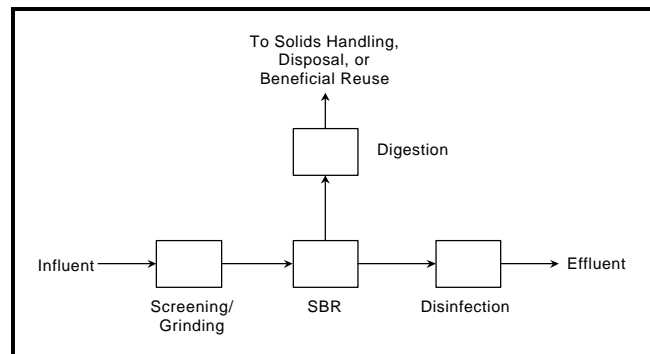 To Solids Handling,
Disposal, or
Beneficial Reuse
Digestion
Influent
Effluent
Screening/
Grinding
SBR
Disinfection